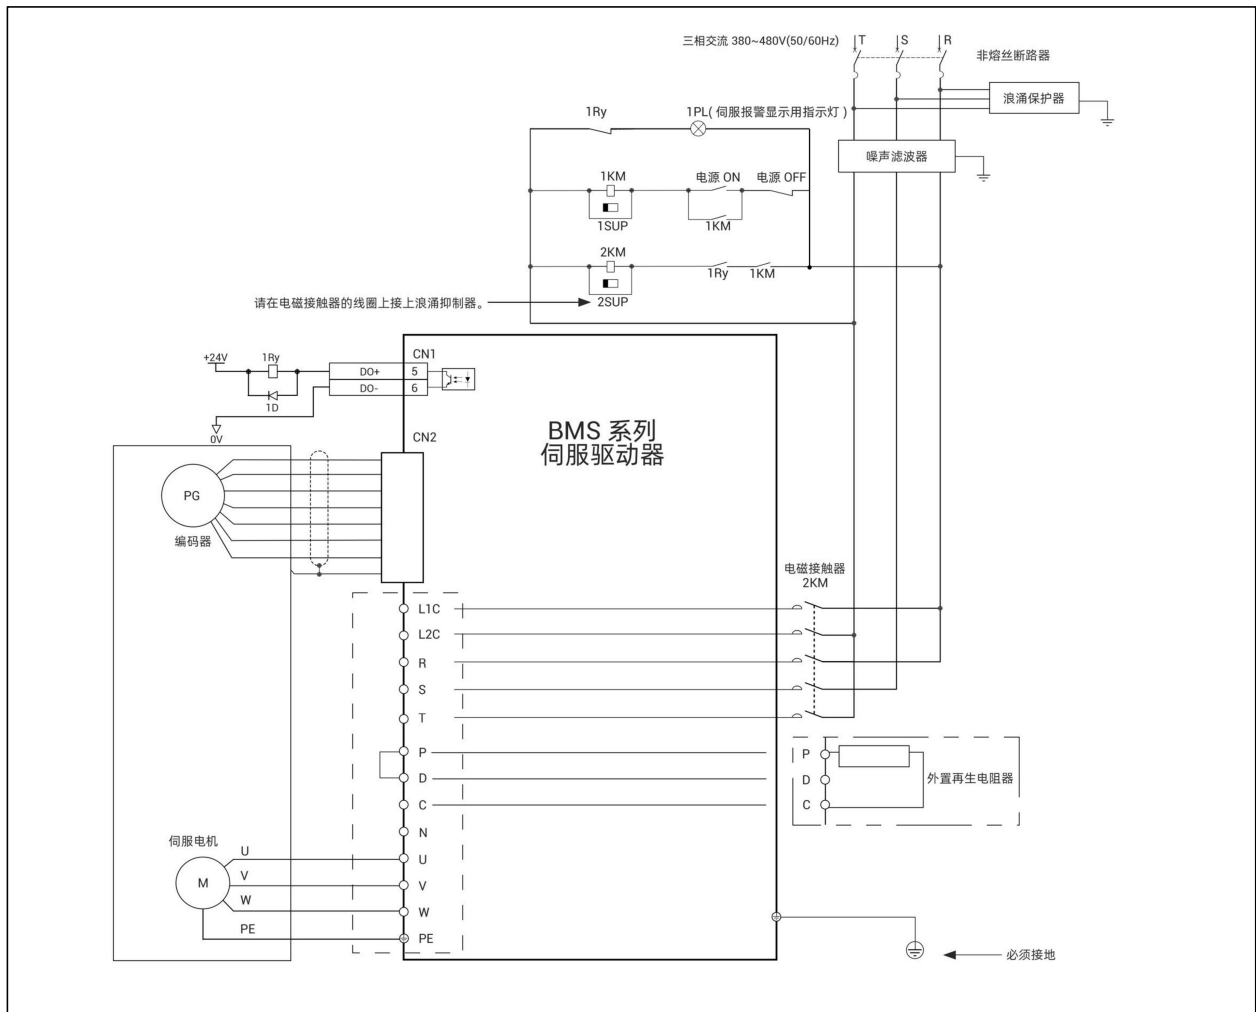 三相交流 380~480V(50/60Hz)
T
S
R
非熔丝断路器
浪涌保护器
1Ry
1PL( 伺服报警显示用指示灯 )
噪声滤波器
1KM
电源 ON
电源 OFF
1SUP
1KM
2KM
1Ry
1KM
2SUP
请在电磁接触器的线圈上接上浪涌抑制器。
+24V
1Ry
1D
0V
DO+
DO-
CN1
5
6
CN2
BMS 系列
伺服驱动器
PG
编码器
电磁接触器
2KM
L1C
L2C
R
S
T
P
D
C
N
U
V
W
PE
P
D
C
外置再生电阻器
伺服电机
M
U
V
W
PE
必须接地